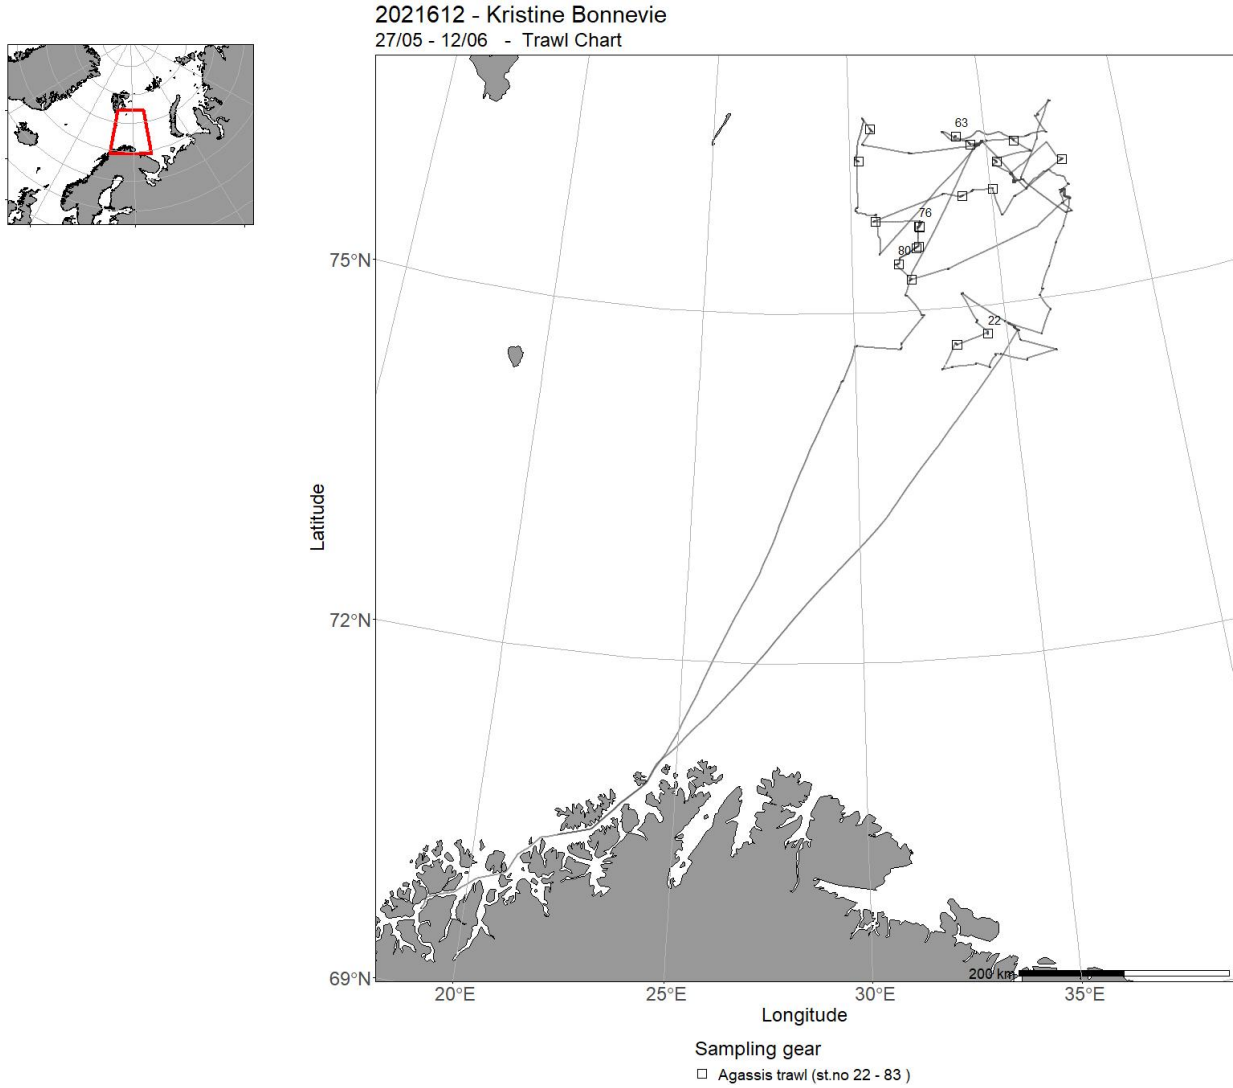 2021612 - Kristine Bonnevie
27/05 - 12/06 - Trawl Chart
63
76
80
22
75°N
72°N
69°N
Latitude
200 km
20°E
25°E
30°E
35°E
Longitude
Sampling gear
Agassis trawl (st.no 22 - 83 )